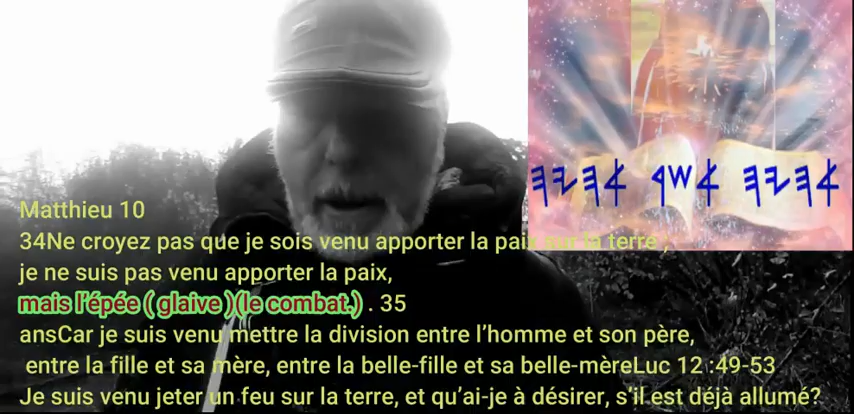 𐤀𐤄𐤉𐤄 𐤀𐤔𐤓 𐤀𐤄𐤉𐤄
Matthieu 10
34Ne croyez pas que je sois venu apporter la paix sur la terre ;
je ne suis pas venu apporter la paix,
mais l'épée ( glaive )(le combat.) . 35
ansCar je suis venu mettre la division entre l'homme et son père,
entre la fille et sa mère, entre la belle-fille et sa belle-mèreLuc 12 :49-53
Je suis venu jeter un feu sur la terre, et qu'ai-je à désirer, s'il est déjà allumé?